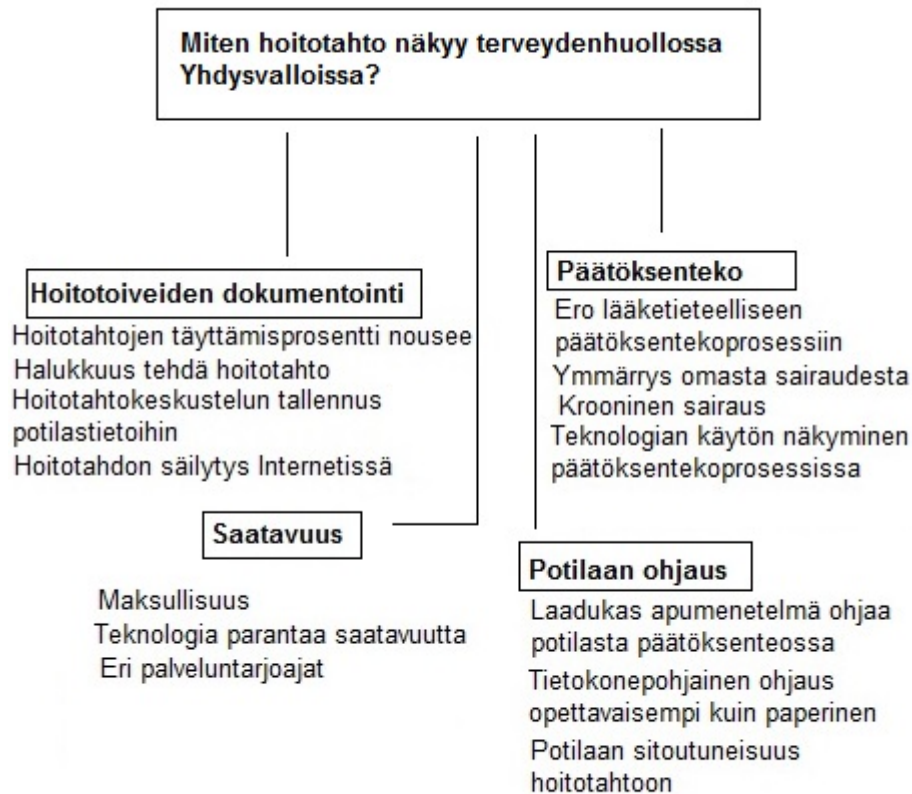 Miten hoitotahto näkyy terveydenhuollossa
Yhdysvalloissa?
Hoitotoiveiden dokumentointi
Hoitotahtojen täyttämisprosentti nousee
Halukkuus tehdä hoitotahto
Hoitotahtokeskustelun tallennus
potilastietoihin
Hoitotahdon säilytys Internetissä
Päätöksenteko
Ero lääketieteelliseen
päätöksentekoprosessiin
Ymmärrys omasta sairaudesta
Krooninen sairaus
Teknologian käytön näkyminen
päätöksentekoprosessissa
Saatavuus
Maksullisuus
Teknologia parantaa saatavuutta
Eri palveluntarjoajat
Potilaan ohjaus
Laadukas apumenetelmä ohjaa
potilasta päätöksenteossa
Tietokonepohjainen ohjaus
opettavaisempi kuin paperinen
Potilaan sitoutuneisuus
hoitotahtoon